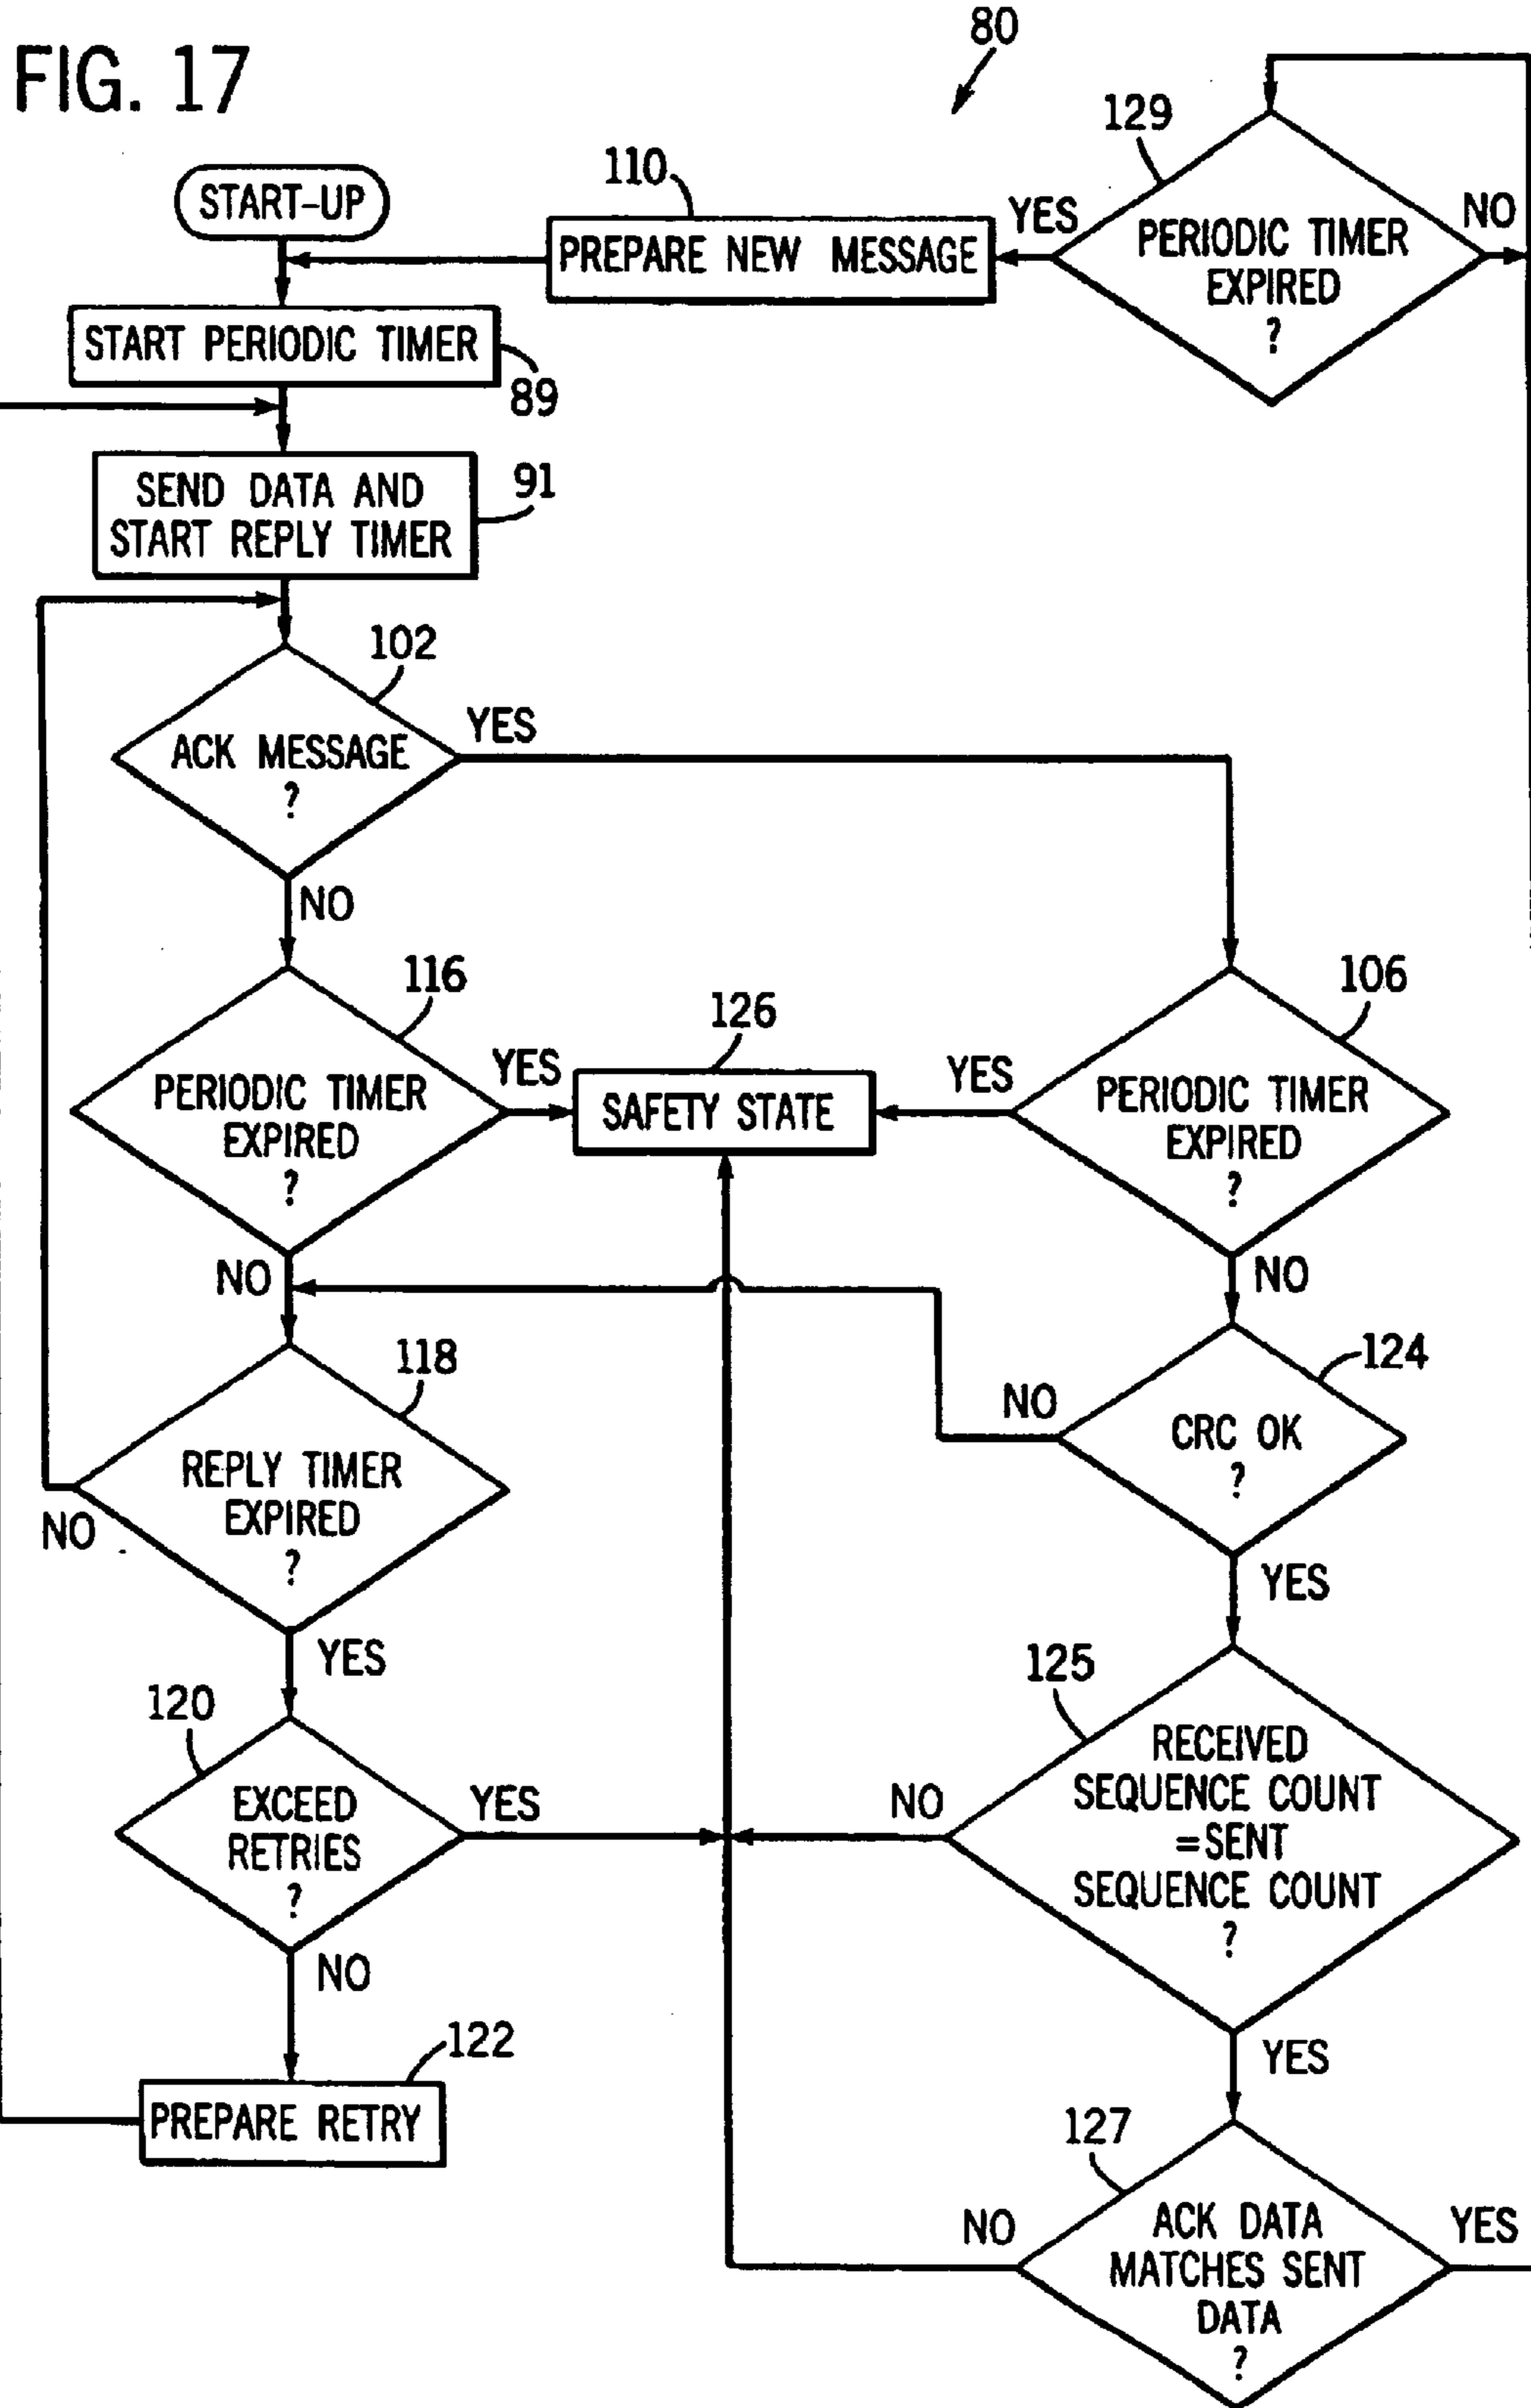 FIG. 17
80
START-UP
110
PREPARE NEW MESSAGE
YES
129
PERIODIC TIMER
EXPIRED
?
NO
START PERIODIC TIMER
89
SEND DATA AND
START REPLY TIMER
91
102
ACK MESSAGE
?
YES
NO
116
PERIODIC TIMER
EXPIRED
?
YES
126
SAFETY STATE
YES
106
PERIODIC TIMER
EXPIRED
?
NO
NO
118
REPLY TIMER
EXPIRED
?
NO
YES
124
CRC OK
?
NO
YES
120
EXCEED
RETRIES
?
YES
NO
125
RECEIVED
SEQUENCE COUNT
=SENT
SEQUENCE COUNT
?
NO
YES
122
PREPARE RETRY
127
ACK DATA
MATCHES SENT
DATA
?
NO
YES